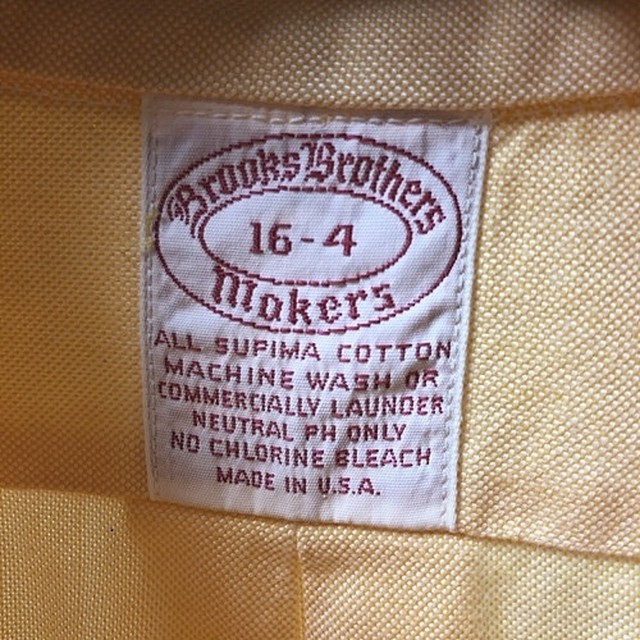 Brooks Brothers
16-4
Makers
ALL SUPIMA COTTON
MACHINE WASH OR
COMMERCIALLY LAUNDER
NEUTRAL PH ONLY
NO CHLORINE BLEACH
MADE IN U.S.A.